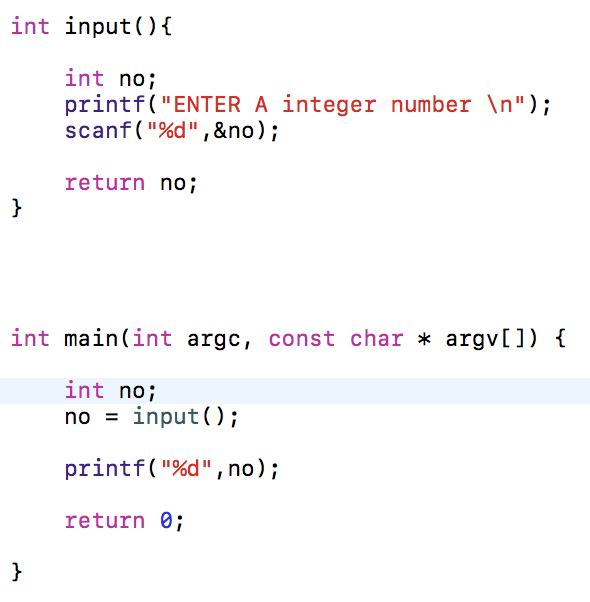 int input(){
int no;
printf("ENTER A integer number \n");
scanf("%d",&no);
return no;
}
int main(int argc, const char * argv[]) {
int no;
no = input();
printf("%d",no);
return 0;
}